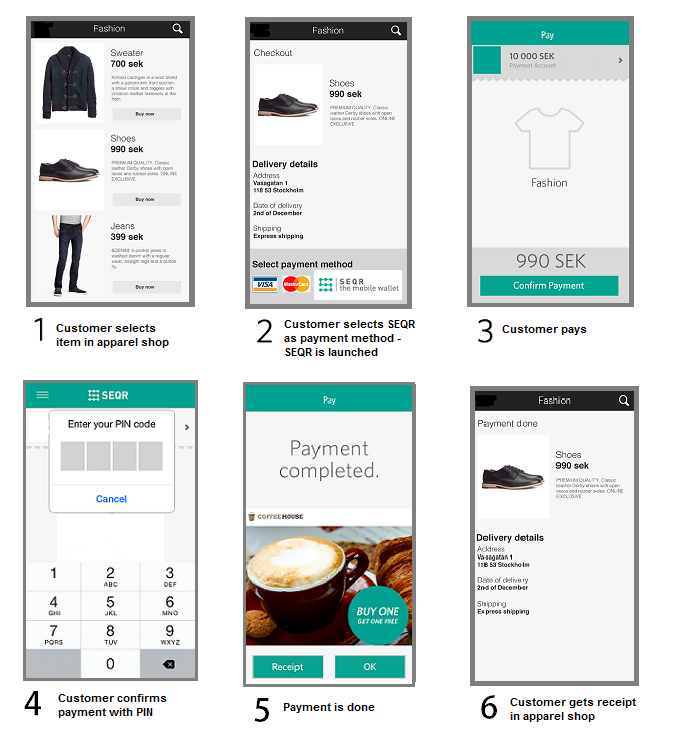 Fashion
Sweater
700 sek
Knitted cardigan in a wool blend
with a pattern-knit front section,
a shawl collar and toggles with
imitation leather fasteners at the
front.
Buy now
Shoes
990 sek
PREMIUM QUALITY. Classic
leather Derby shoes with open
laces and rubber soles. ONLINE
EXCLUSIVE.
Buy now
Jeans
399 sek
&DENIM. 5-pocket jeans in
washed denim with a regular
waist, straight legs and a button
fly.
Buy now
1 Customer selects
item in apparel shop
Fashion
Checkout
Shoes
990 sek
PREMIUM QUALITY. Classic
leather Derby shoes with open
laces and rubber soles. ONLINE
EXCLUSIVE.
Delivery details
Address
Vasagatan 1
118 53 Stockholm
Date of delivery
2nd of December
Shipping
Express shipping
Select payment method
VISA MasterCard SEQR
the mobile wallet
2 Customer selects SEQR
as payment method -
SEQR is launched
Pay
10 000 SEK
Payment Account
Fashion
990 SEK
Confirm Payment
3 Customer pays
SEQR
Enter your PIN code
Cancel
1 2 3
ABC DEF
4 5 6
GHI JKL MNO
7 8 9
PQRS TUV WXYZ
0
4 Customer confirms
payment with PIN
Pay
Payment
completed.
COFFEE HOUSE
BUY ONE
GET ONE FREE
Receipt OK
5 Payment is done
Fashion
Payment done
Shoes
990 sek
PREMIUM QUALITY. Classic
leather Derby shoes with open
laces and rubber soles. ONLINE
EXCLUSIVE.
Delivery details
Address
Vasagatan 1
118 53 Stockholm
Date of delivery
2nd of December
Shipping
Express shipping
6 Customer gets receipt
in apparel shop